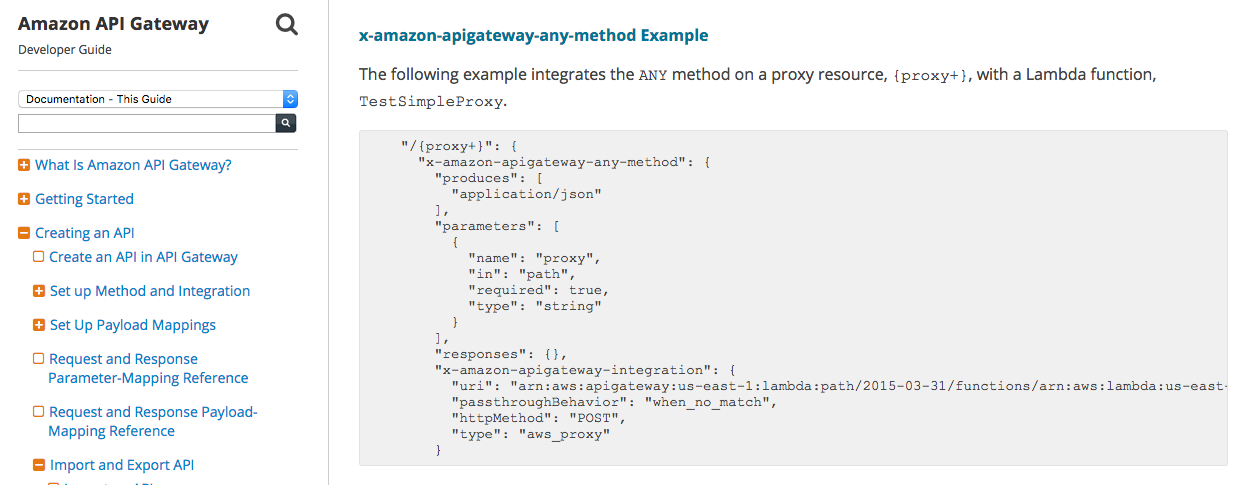 Amazon API Gateway
Developer Guide
Documentation - This Guide
What Is Amazon API Gateway?
Getting Started
Creating an API
Create an API in API Gateway
Set up Method and Integration
Set Up Payload Mappings
Request and Response
Parameter-Mapping Reference
Request and Response Payload-
Mapping Reference
Import and Export API
x-amazon-apigateway-any-method Example
The following example integrates the ANY method on a proxy resource, {proxy+}, with a Lambda function,
TestSimpleProxy.
"/{proxy+}": {
"x-amazon-apigateway-any-method": {
"produces": [
"application/json"
],
"parameters": [
{
"name": "proxy",
"in": "path",
"required": true,
"type": "string"
}
],
"responses": {},
"x-amazon-apigateway-integration": {
"uri": "arn:aws:apigateway:us-east-1:lambda:path/2015-03-31/functions/arn:aws:lambda:us-east-
"passthroughBehavior": "when_no_match",
"httpMethod": "POST",
"type": "aws_proxy"
}